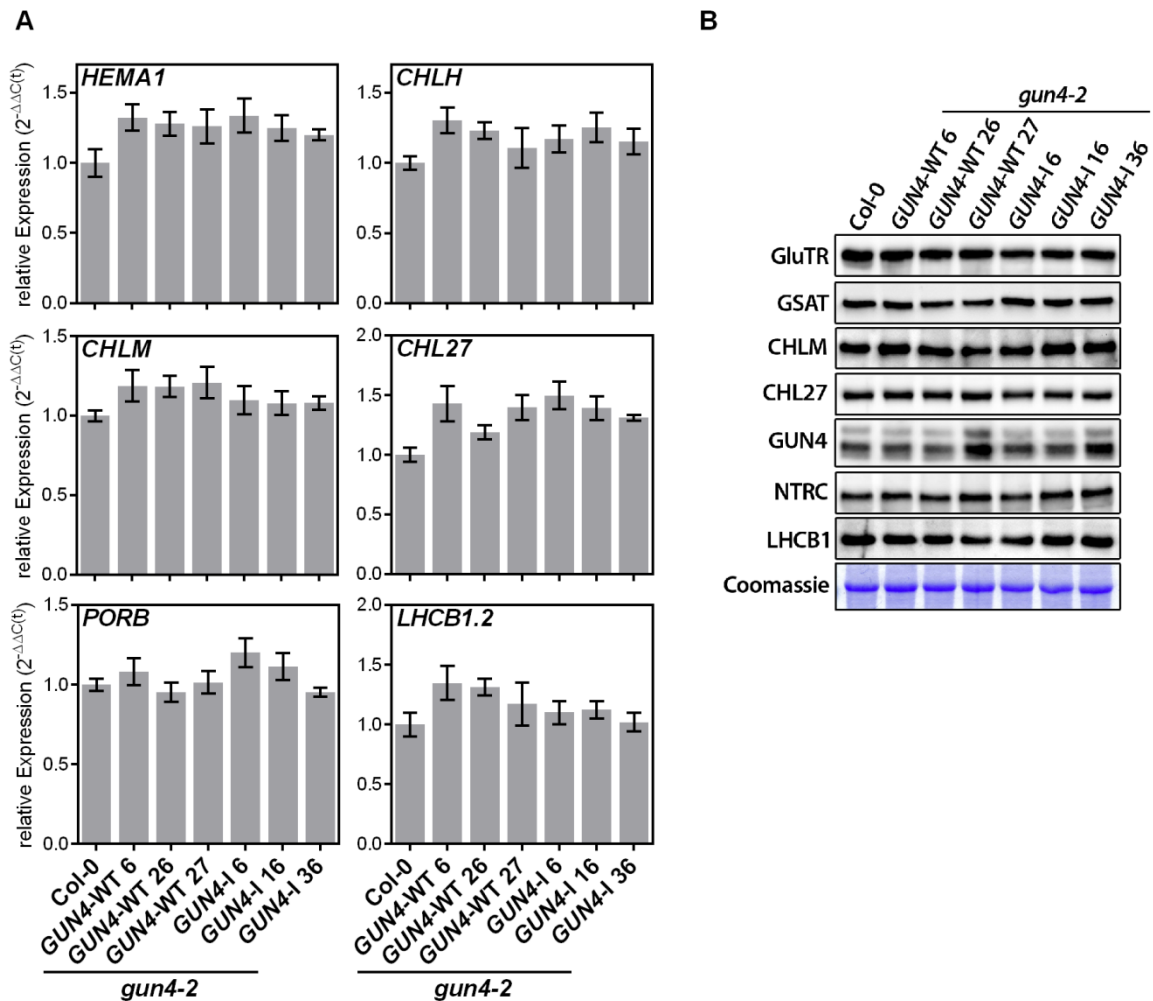 A
B
relative Expression (2-ΔΔC(t))
HEMA1
1.5
1.0
0.5
0.0
CHLH
1.5
1.0
0.5
0.0
relative Expression (2-ΔΔC(t))
CHLM
1.5
1.0
0.5
0.0
CHL27
2.0
1.5
1.0
0.5
0.0
relative Expression (2-ΔΔC(t))
PORB
1.5
1.0
0.5
0.0
LHCB1.2
2.0
1.5
1.0
0.5
0.0
Col-0
GUN4-WT 6
GUN4-WT 26
GUN4-WT 27
GUN4-I 6
GUN4-I 16
GUN4-I 36
gun4-2
Col-0
GUN4-WT 6
GUN4-WT 26
GUN4-WT 27
GUN4-I 6
GUN4-I 16
GUN4-I 36
gun4-2
gun4-2
Col-0
GUN4-WT 6
GUN4-WT 26
GUN4-WT 27
GUN4-I 6
GUN4-I 16
GUN4-I 36
GluTR
GSAT
CHLM
CHL27
GUN4
NTRC
LHCB1
Coomassie